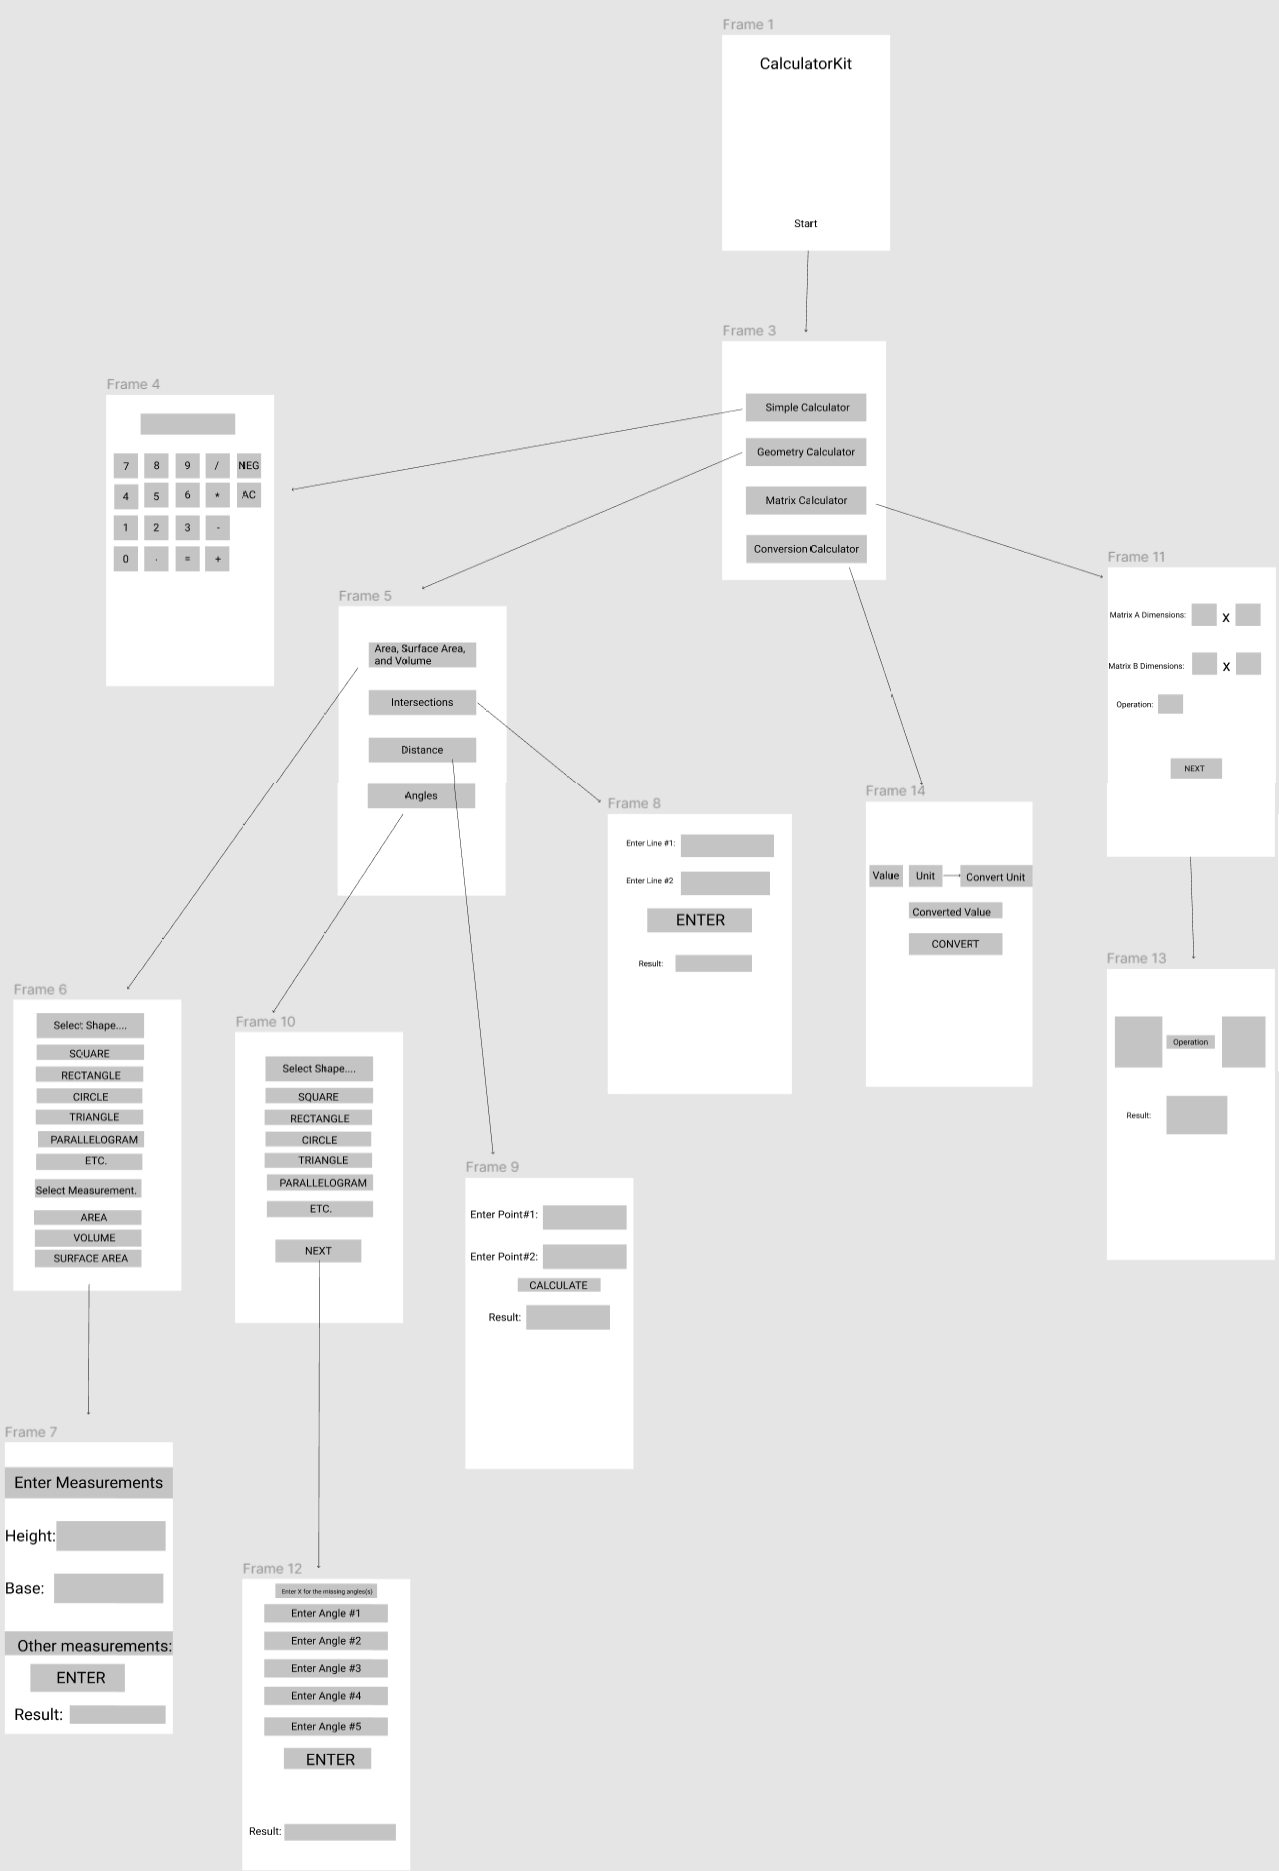 Frame 1
CalculatorKit
Start
Frame 3
Simple Calculator
Geometry Calculator
Matrix Calculator
Conversion Calculator
Frame 4
7 8 9 / NEG
4 5 6 * AC
1 2 3 -
0 . = +
Frame 5
Area, Surface Area,
and Volume
Intersections
Distance
Angles
Frame 11
Matrix A Dimensions: X
Matrix B Dimensions: X
Operation:
NEXT
Frame 8
Enter Line #1:
Enter Line #2
ENTER
Result:
Frame 14
Value Unit Convert Unit
Converted Value
CONVERT
Frame 13
Operation
Result:
Frame 6
Select Shape....
SQUARE
RECTANGLE
CIRCLE
TRIANGLE
PARALLELOGRAM
ETC.
Select Measurement.
AREA
VOLUME
SURFACE AREA
Frame 10
Select Shape....
SQUARE
RECTANGLE
CIRCLE
TRIANGLE
PARALLELOGRAM
ETC.
NEXT
Frame 9
Enter Point#1:
Enter Point#2:
CALCULATE
Result:
Frame 7
Enter Measurements
Height:
Base:
Other measurements:
ENTER
Result:
Frame 12
Enter X for the missing angles(s)
Enter Angle #1
Enter Angle #2
Enter Angle #3
Enter Angle #4
Enter Angle #5
ENTER
Result: